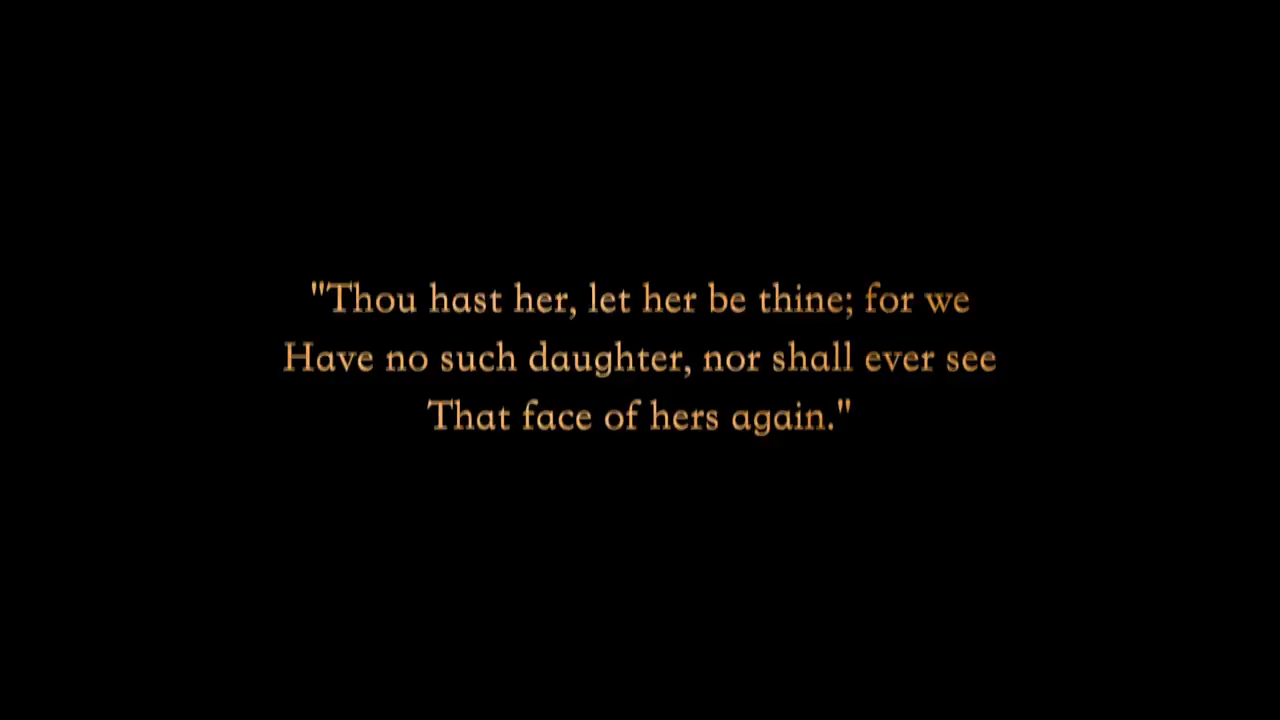 "Thou hast her, let her be thine; for we
Have no such daughter, nor shall ever see
That face of hers again."